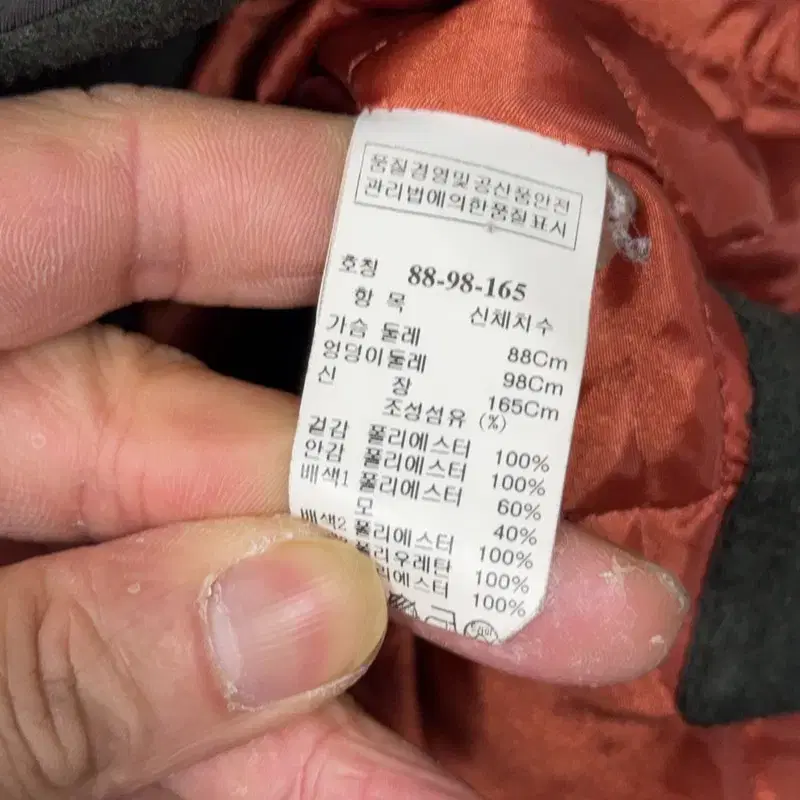 품질경영및 공산품안전
관리법에의한품질표시
호칭 88-98-165
항 목 신체치수
가슴 둘레 88Cm
엉덩이둘레 98Cm
신 장 165Cm
조성섬유 (%)
겉감 폴리에스터 100%
안감 폴리에스터 100%
배색1 폴리에스터 60%
모 40%
배색2 폴리에스터 100%
리우레탄 100%
리에스터 100%